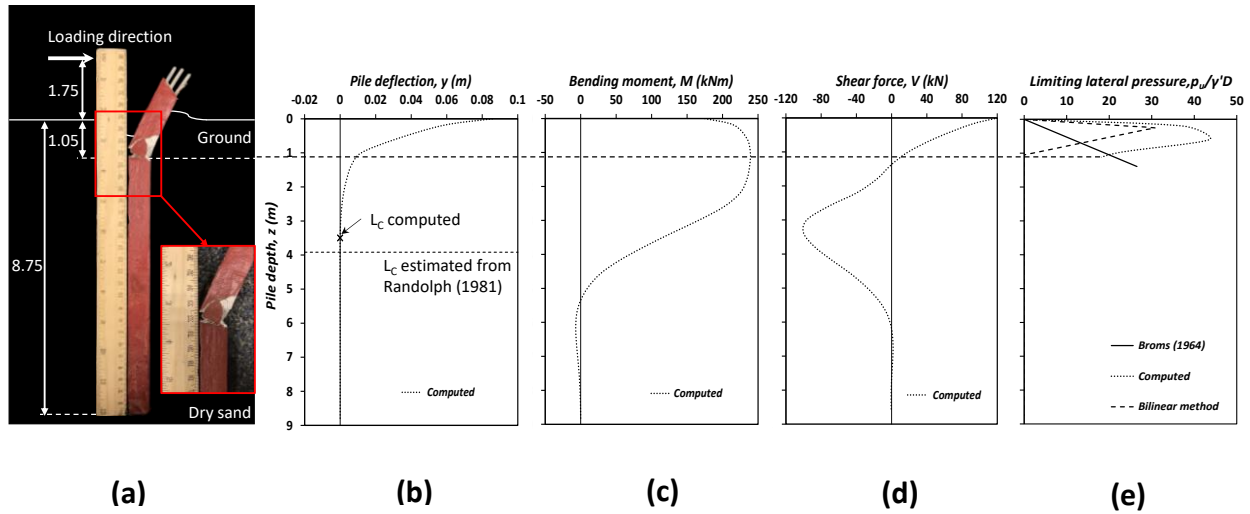 Loading direction
1.75
1.05
Ground
8.75
Dry sand
(a)
Pile deflection, y (m)
-0.02 0 0.02 0.04 0.06 0.08 0.1
Pile depth, z (m)
0
1
2
3
4
5
6
7
8
9
L_C computed
L_C estimated from
Randolph (1981)
Computed
(b)
Bending moment, M (kNm)
-50 0 50 100 150 200 250
Computed
(c)
Shear force, V (kN)
-120 -80 -40 0 40 80 120
Computed
(d)
Limiting lateral pressure,p_u/γ'D
0 10 20 30 40 50
Broms (1964)
Computed
Bilinear method
(e)